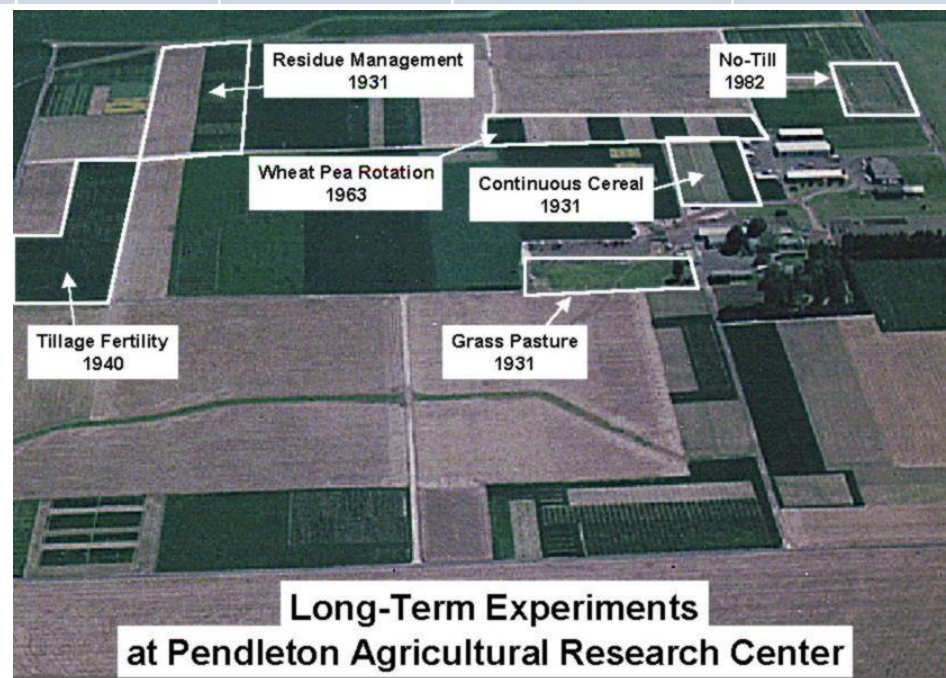 Residue Management
1931
No-Till
1982
Wheat Pea Rotation
1963
Continuous Cereal
1931
Tillage Fertility
1940
Grass Pasture
1931
Long-Term Experiments
at Pendleton Agricultural Research Center